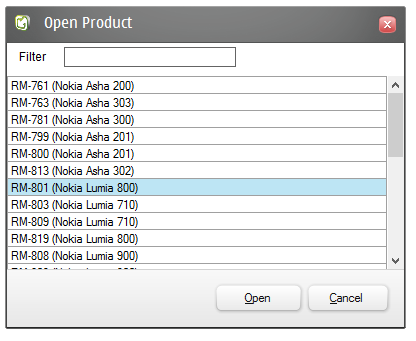 Open Product
Filter
RM-761 (Nokia Asha 200)
RM-763 (Nokia Asha 303)
RM-781 (Nokia Asha 300)
RM-799 (Nokia Asha 201)
RM-800 (Nokia Asha 201)
RM-813 (Nokia Asha 302)
RM-801 (Nokia Lumia 800)
RM-803 (Nokia Lumia 710)
RM-809 (Nokia Lumia 710)
RM-819 (Nokia Lumia 800)
RM-808 (Nokia Lumia 900)
Open Cancel